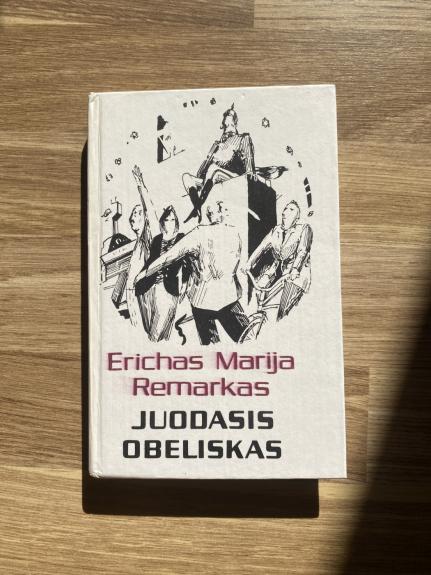 Erichas Marija
Remarkas
JUODASIS
OBELISKAS